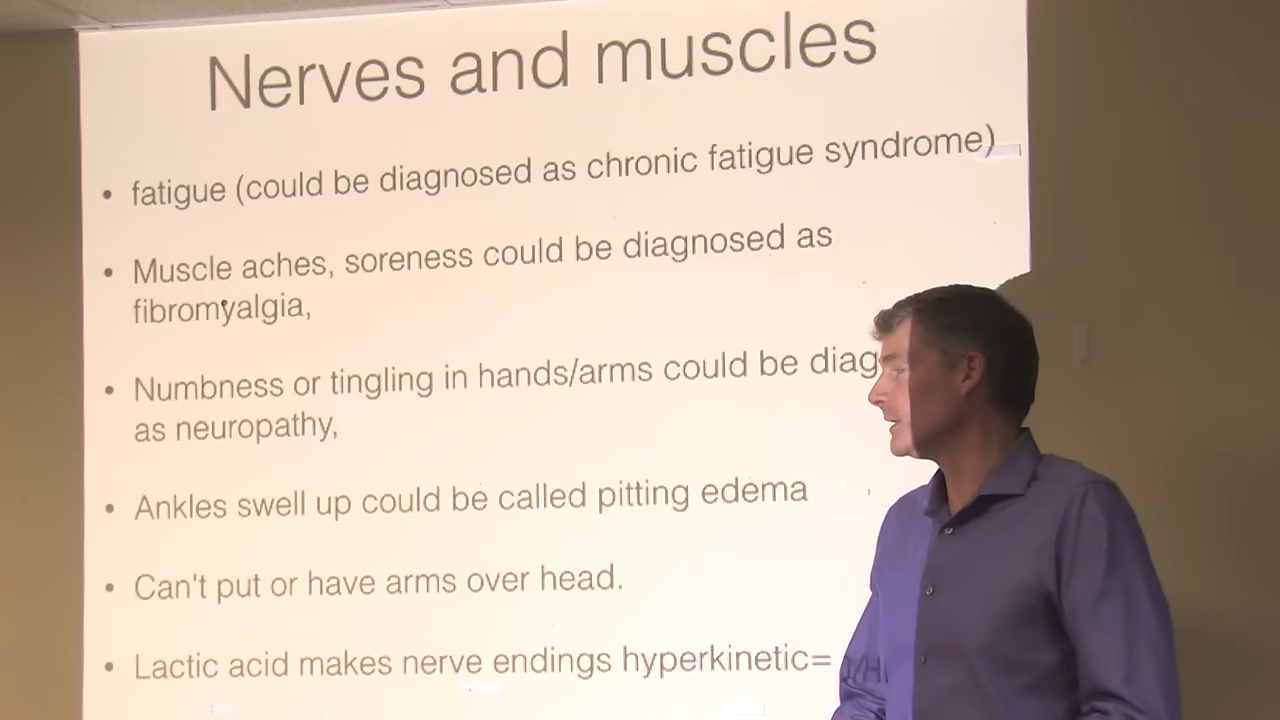 Nerves and muscles
• fatigue (could be diagnosed as chronic fatigue syndrome)
• Muscle aches, soreness could be diagnosed as
fibromyalgia,
• Numbness or tingling in hands/arms could be diag
as neuropathy,
• Ankles swell up could be called pitting edema
• Can't put or have arms over head.
• Lactic acid makes nerve endings hyperkinetic=